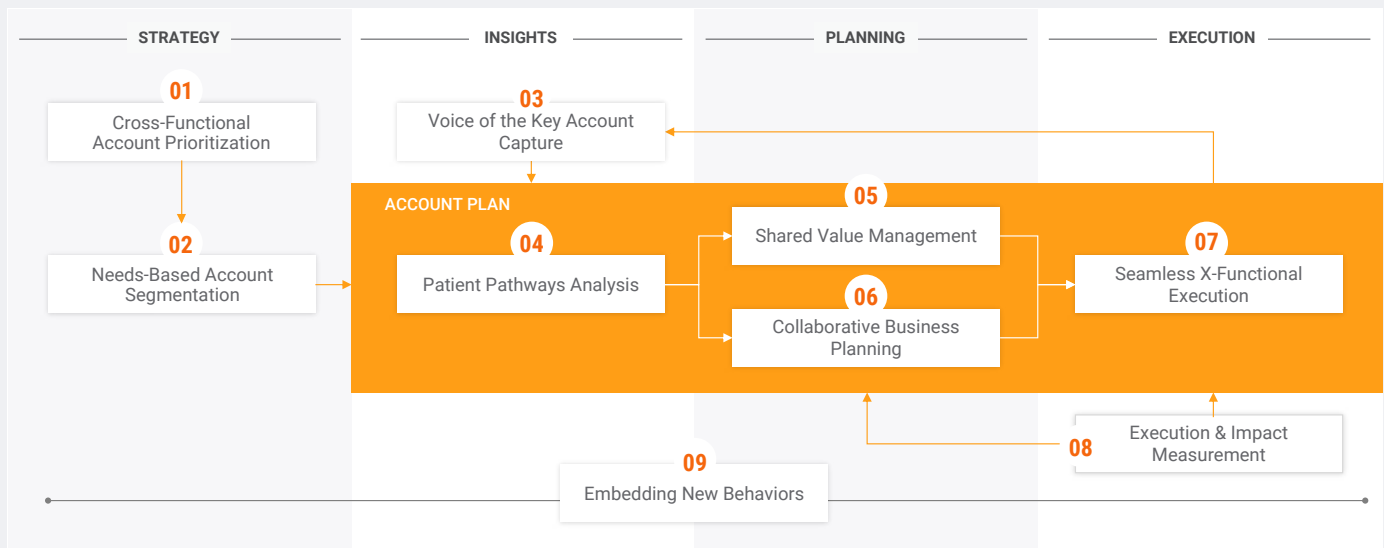 STRATEGY
INSIGHTS
PLANNING
EXECUTION
01
Cross-Functional
Account Prioritization
02
Needs-Based Account
Segmentation
03
Voice of the Key Account
Capture
ACCOUNT PLAN
04
Patient Pathways Analysis
05
Shared Value Management
06
Collaborative Business
Planning
07
Seamless X-Functional
Execution
08
Execution & Impact
Measurement
09
Embedding New Behaviors